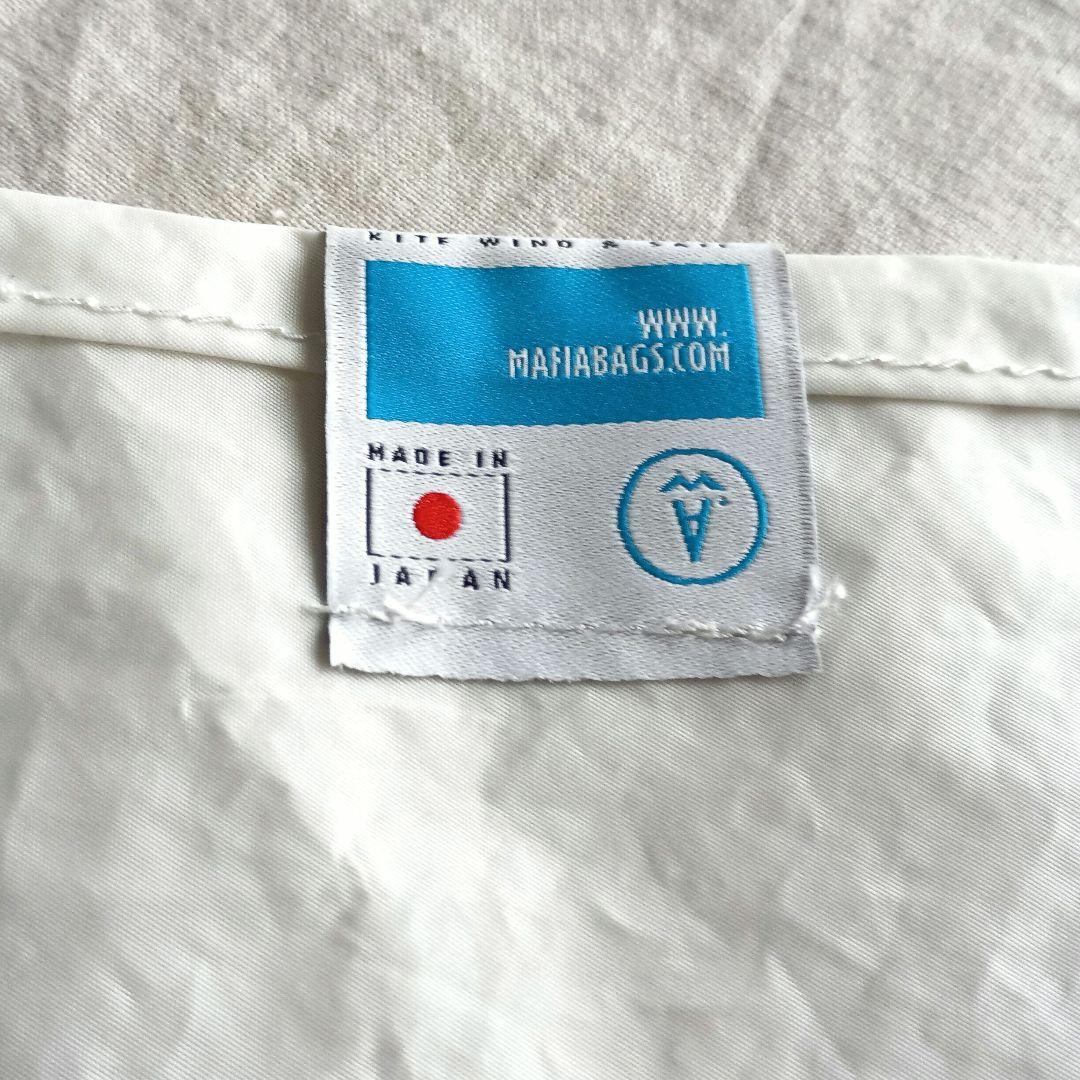 KITE WIND & SAIL
WWW.
MAFIABAGS.COM
MADE IN
JAPAN